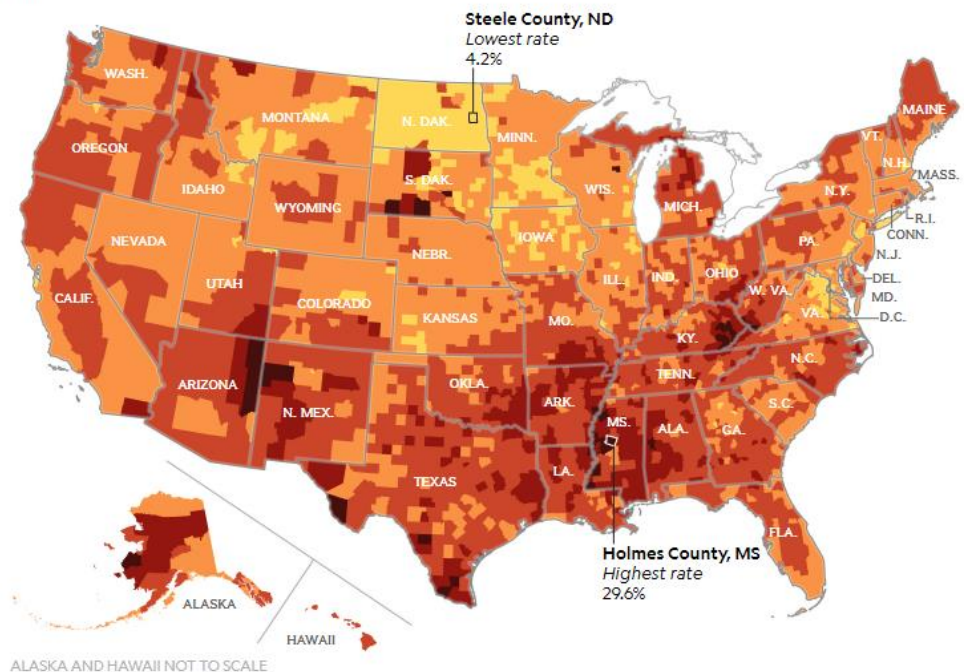 Steele County, ND
Lowest rate
4.2%
WASH.
MONTANA
N. DAK.
MINN.
MAINE
OREGON
IDAHO
S. DAK.
WIS.
VT.
N.H.
MASS.
WYOMING
MICH.
N.Y.
R.I.
CONN.
NEVADA
NEBR.
IOWA
PA.
N.J.
UTAH
COLORADO
ILL.
IND.
OHIO
W. VA.
DEL.
MD.
CALIF.
KANSAS
MO.
KY.
VA.
D.C.
ARIZONA
N. MEX.
OKLA.
ARK.
TENN.
N.C.
S.C.
MS.
ALA.
GA.
TEXAS
LA.
FLA.
Holmes County, MS
Highest rate
29.6%
ALASKA
HAWAII
ALASKA AND HAWAII NOT TO SCALE